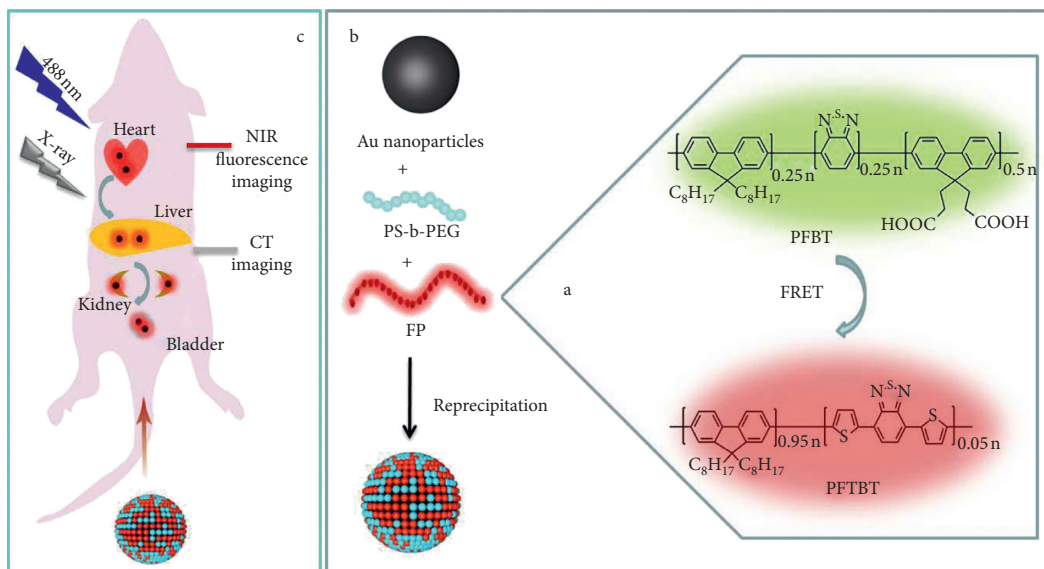 c
488 nm
X-ray
Heart
NIR
fluorescence
imaging
Liver
CT
imaging
Kidney
Bladder
b
Au nanoparticles
+
PS-b-PEG
+
FP
Reprecipitation
a
N S N
0.25 n
0.25 n
0.5 n
C8H17 C8H17
HOOC
COOH
PFBT
FRET
N S N
S
S
0.95 n
0.05 n
C8H17 C8H17
PFTBT